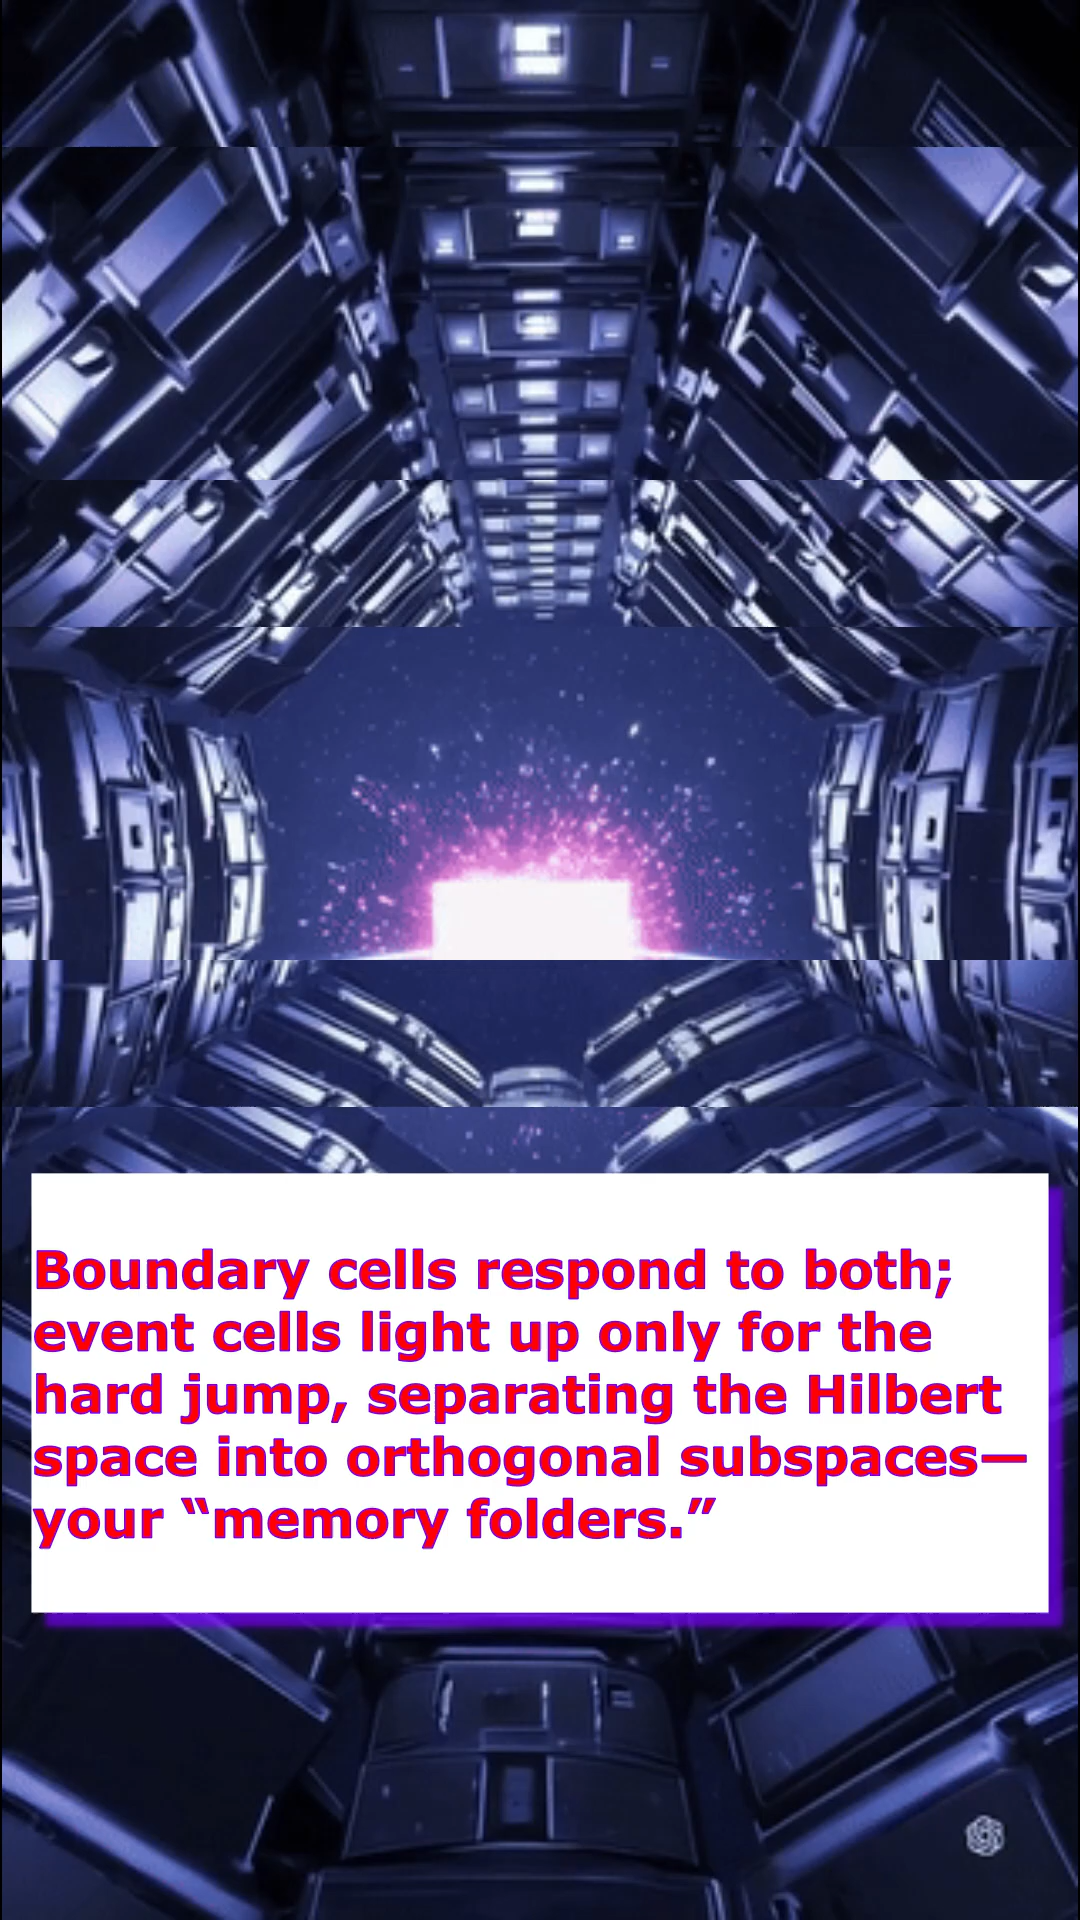 Boundary cells respond to both;
event cells light up only for the
hard jump, separating the Hilbert
space into orthogonal subspaces—
your “memory folders.”